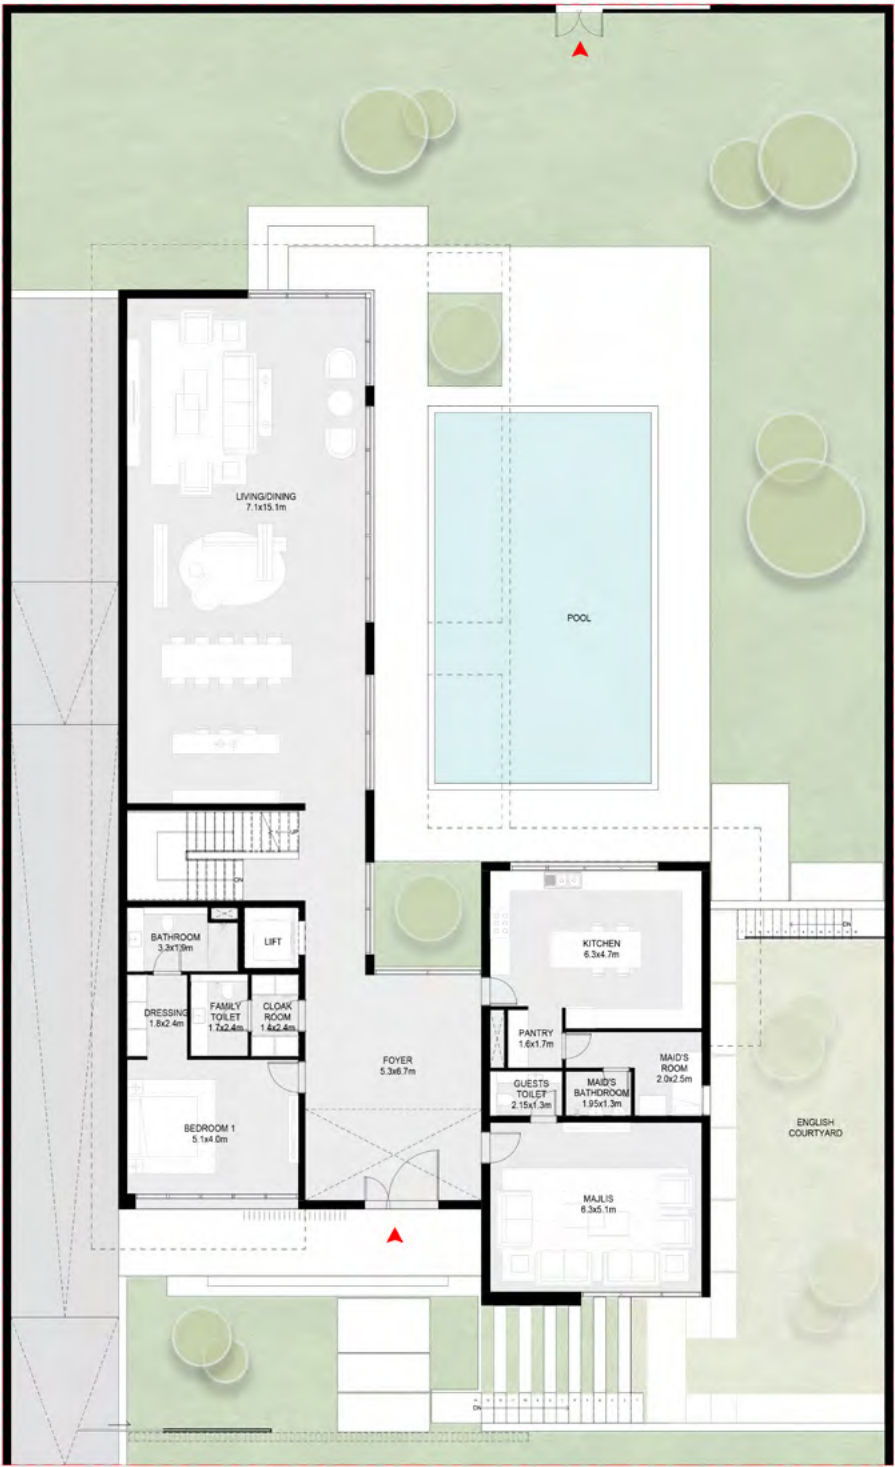 LIVING/DINING
7.1x15.1m
POOL
UP
DN
BATHROOM
3.3x1.9m
LIFT
KITCHEN
6.3x4.7m
DN
DRESSING
1.8x2.4m
FAMILY
TOILET
1.7x2.4m
CLOAK
ROOM
1.4x2.4m
FOYER
5.3x6.7m
PANTRY
1.6x1.7m
MAID'S
ROOM
2.0x2.5m
GUESTS
TOILET
2.15x1.3m
MAID'S
BATHDROOM
1.95x1.3m
BEDROOM 1
5.1x4.0m
ENGLISH
COURTYARD
MAJLIS
6.3x5.1m
DN